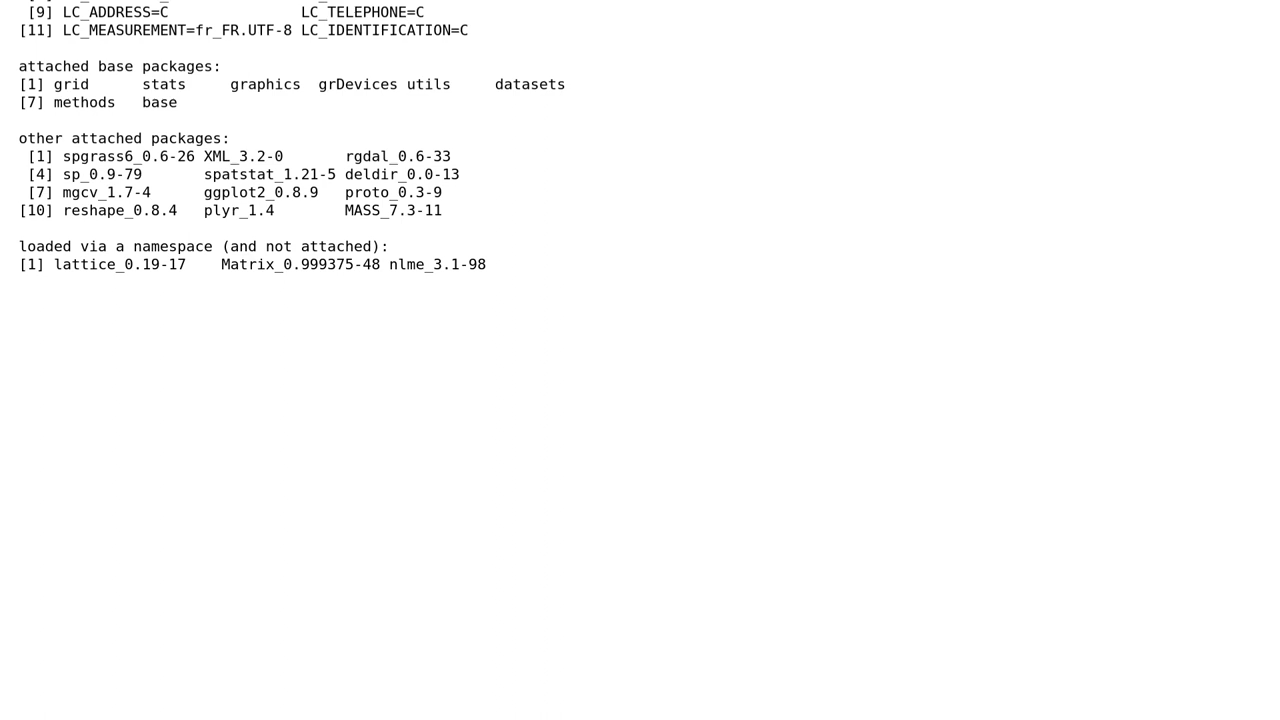 [9] LC_ADDRESS=C LC_TELEPHONE=C
[11] LC_MEASUREMENT=fr_FR.UTF-8 LC_IDENTIFICATION=C
attached base packages:
[1] grid stats graphics grDevices utils datasets
[7] methods base
other attached packages:
[1] spgrass6_0.6-26 XML_3.2-0 rgdal_0.6-33
[4] sp_0.9-79 spatstat_1.21-5 deldir_0.0-13
[7] mgcv_1.7-4 ggplot2_0.8.9 proto_0.3-9
[10] reshape_0.8.4 plyr_1.4 MASS_7.3-11
loaded via a namespace (and not attached):
[1] lattice_0.19-17 Matrix_0.999375-48 nlme_3.1-98